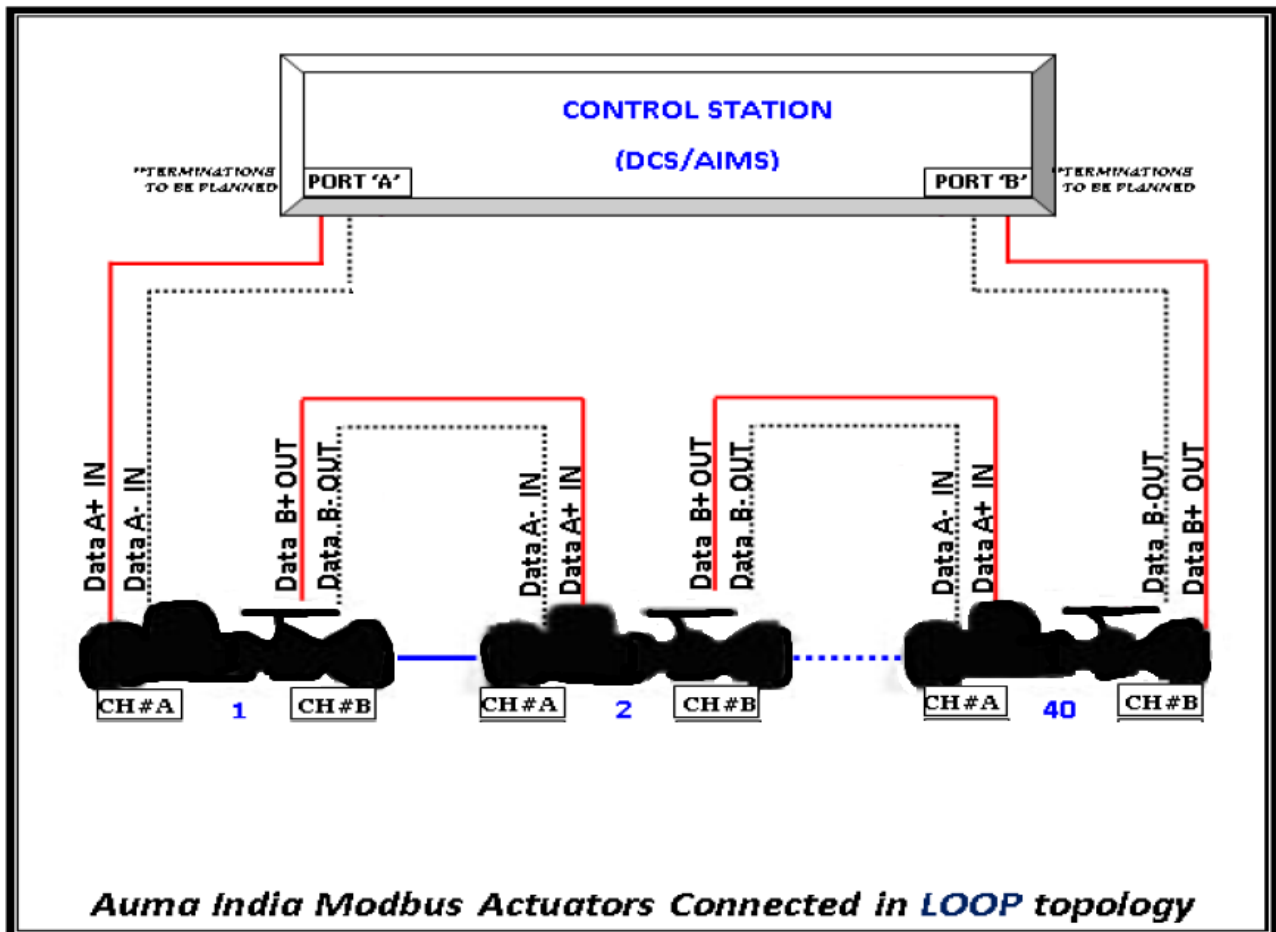 CONTROL STATION
(DCS/AIMS)
**TERMINATIONS
TO BE PLANNED
PORT 'A'
PORT 'B'
**TERMINATIONS
TO BE PLANNED
Data A+ IN
Data A- IN
Data B+ OUT
Data B- OUT
Data A- IN
Data A+ IN
Data B+ OUT
Data B- OUT
Data A- IN
Data A+ IN
Data B-OUT
Data B+ OUT
CH #A
1
CH #B
CH #A
2
CH #B
CH #A
40
CH #B
Auma India Modbus Actuators Connected in LOOP topology